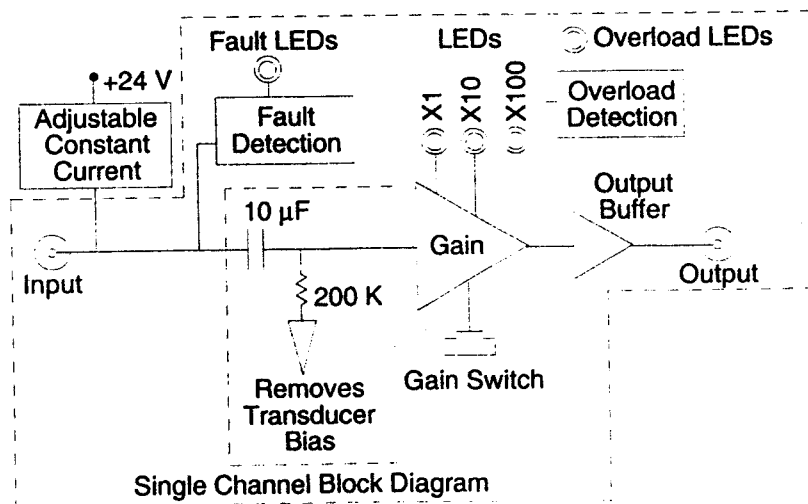 Fault LEDs
LEDs
Overload LEDs
+24 V
X1
X10
X100
Adjustable
Constant
Current
Fault
Detection
Overload
Detection
10 µF
Output
Buffer
Gain
Input
200 K
Output
Gain Switch
Removes
Transducer
Bias
Single Channel Block Diagram